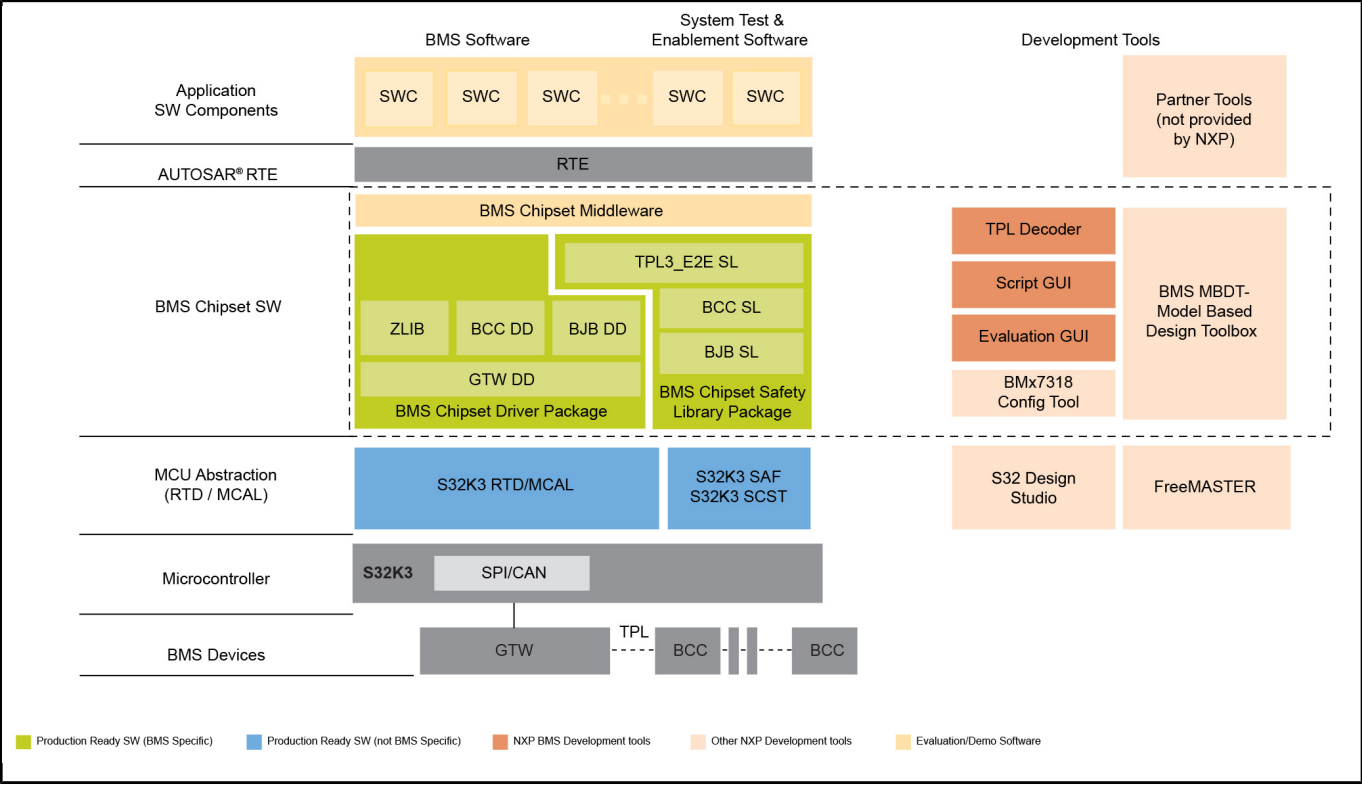 BMS Software
System Test &
Enablement Software
Development Tools
Application
SW Components
SWC
SWC
SWC
SWC
SWC
Partner Tools
(not provided
by NXP)
AUTOSAR® RTE
RTE
BMS Chipset SW
BMS Chipset Middleware
TPL3_E2E SL
BCC SL
BJB SL
BMS Chipset Safety
Library Package
ZLIB
BCC DD
BJB DD
GTW DD
BMS Chipset Driver Package
TPL Decoder
Script GUI
Evaluation GUI
BMx7318
Config Tool
BMS MBDT-
Model Based
Design Toolbox
MCU Abstraction
(RTD / MCAL)
S32K3 RTD/MCAL
S32K3 SAF
S32K3 SCST
S32 Design
Studio
FreeMASTER
Microcontroller
S32K3
SPI/CAN
BMS Devices
GTW
TPL
BCC
BCC
Production Ready SW (BMS Specific)
Production Ready SW (not BMS Specific)
NXP BMS Development tools
Other NXP Development tools
Evaluation/Demo Software